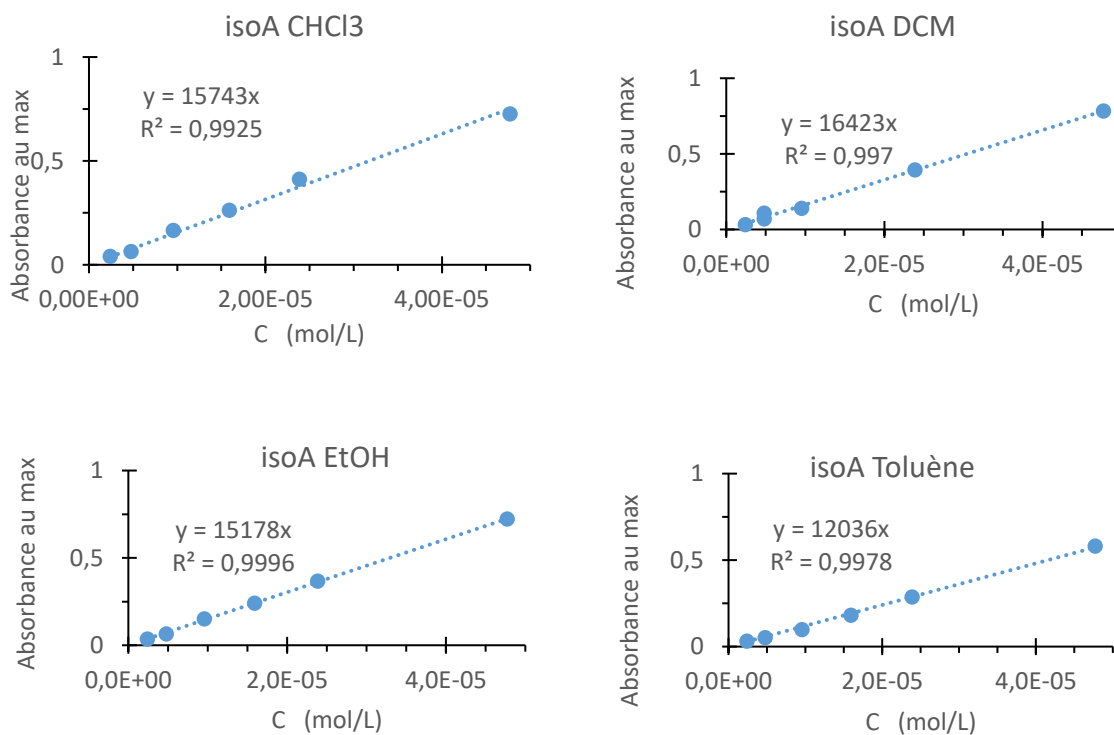 isoA CHCl3
1
y = 15743x
R² = 0,9925
0,5
0
Absorbance au max
0,00E+00 2,00E-05 4,00E-05
C (mol/L)
isoA DCM
1
y = 16423x
R² = 0,997
0,5
0
Absorbance au max
0,0E+00 2,0E-05 4,0E-05
C (mol/L)
isoA EtOH
1
y = 15178x
R² = 0,9996
0,5
0
Absorbance au max
0,0E+00 2,0E-05 4,0E-05
C (mol/L)
isoA Toluène
1
y = 12036x
R² = 0,9978
0,5
0
Absorbance au max
0,0E+00 2,0E-05 4,0E-05
C (mol/L)